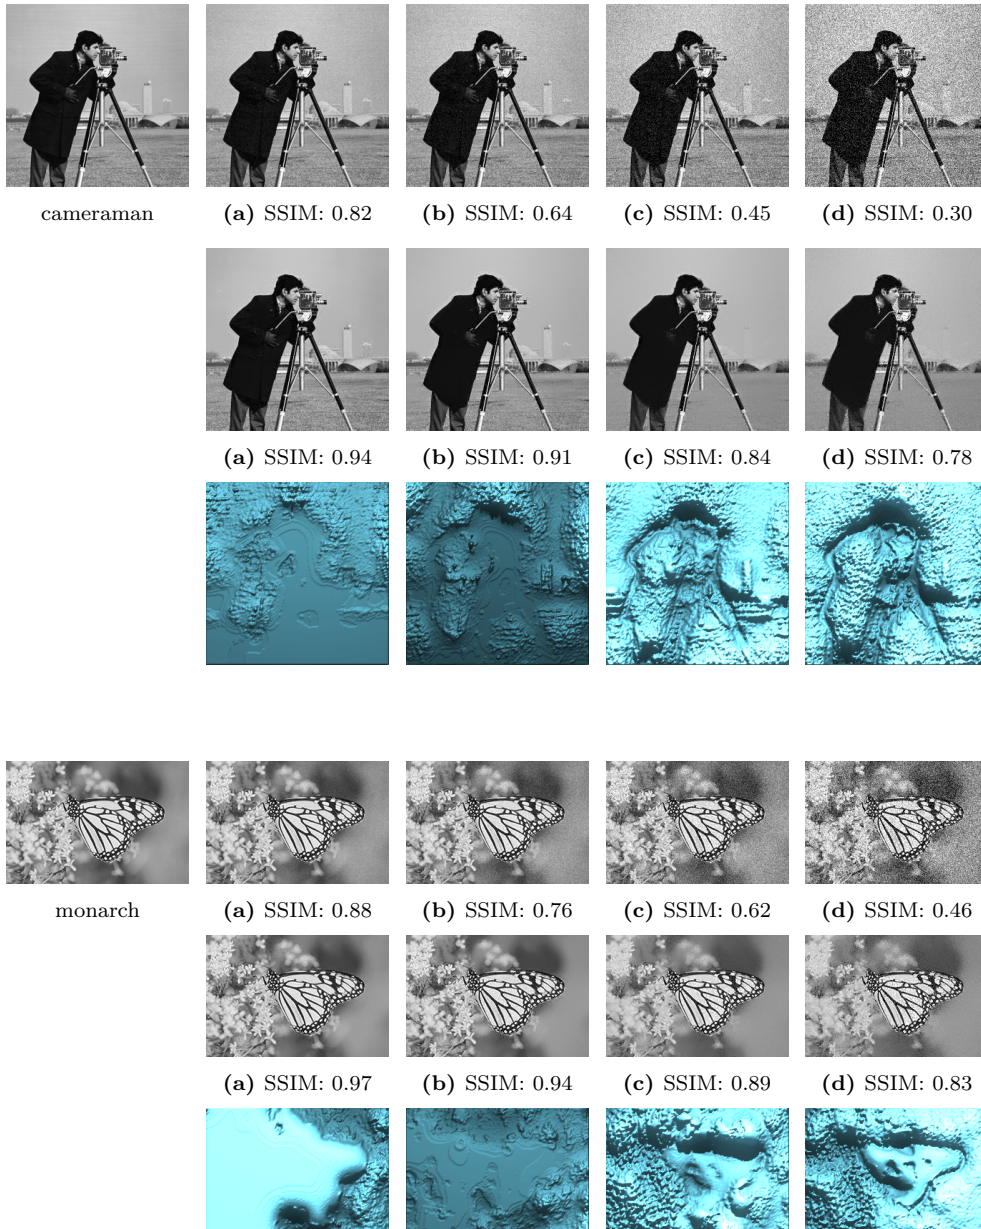 cameraman (a) SSIM: 0.82 (b) SSIM: 0.64 (c) SSIM: 0.45 (d) SSIM: 0.30
(a) SSIM: 0.94 (b) SSIM: 0.91 (c) SSIM: 0.84 (d) SSIM: 0.78
monarch (a) SSIM: 0.88 (b) SSIM: 0.76 (c) SSIM: 0.62 (d) SSIM: 0.46
(a) SSIM: 0.97 (b) SSIM: 0.94 (c) SSIM: 0.89 (d) SSIM: 0.83